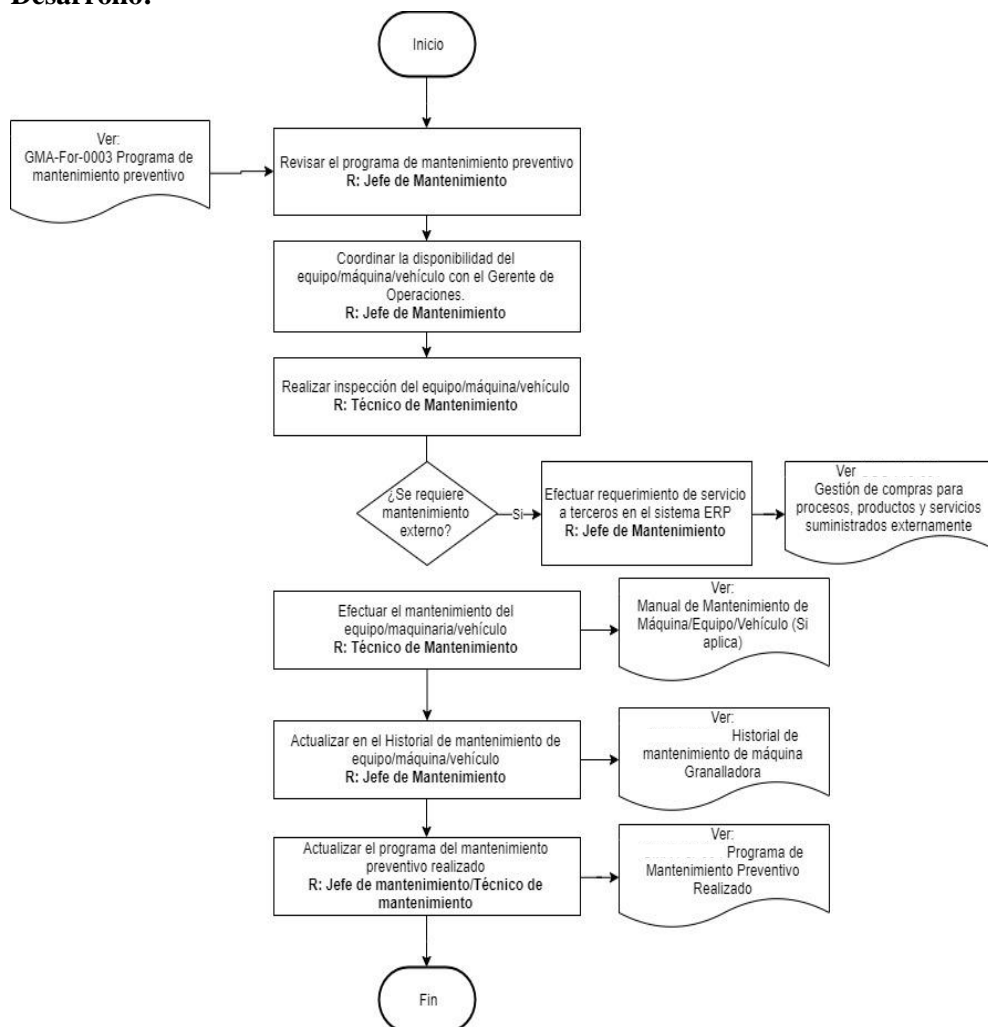 Inicio
Ver:
GMA-For-0003 Programa de
mantenimiento preventivo
Revisar el programa de mantenimiento preventivo
R: Jefe de Mantenimiento
Coordinar la disponibilidad del
equipo/máquina/vehículo con el Gerente de
Operaciones.
R: Jefe de Mantenimiento
Realizar inspección del equipo/máquina/vehículo
R: Técnico de Mantenimiento
¿Se requiere
mantenimiento
externo?
Si
Efectuar requerimiento de servicio
a terceros en el sistema ERP
R: Jefe de Mantenimiento
Ver
Gestión de compras para
procesos, productos y servicios
suministrados externamente
Efectuar el mantenimiento del
equipo/maquinaria/vehículo
R: Técnico de Mantenimiento
Ver:
Manual de Mantenimiento de
Máquina/Equipo/Vehículo (Si
aplica)
Actualizar en el Historial de mantenimiento de
equipo/máquina/vehículo
R: Jefe de Mantenimiento
Ver:
Historial de
mantenimiento de máquina
Granalladora
Actualizar el programa del mantenimiento
preventivo realizado
R: Jefe de mantenimiento/Técnico de
mantenimiento
Ver:
Programa de
Mantenimiento Preventivo
Realizado
Fin